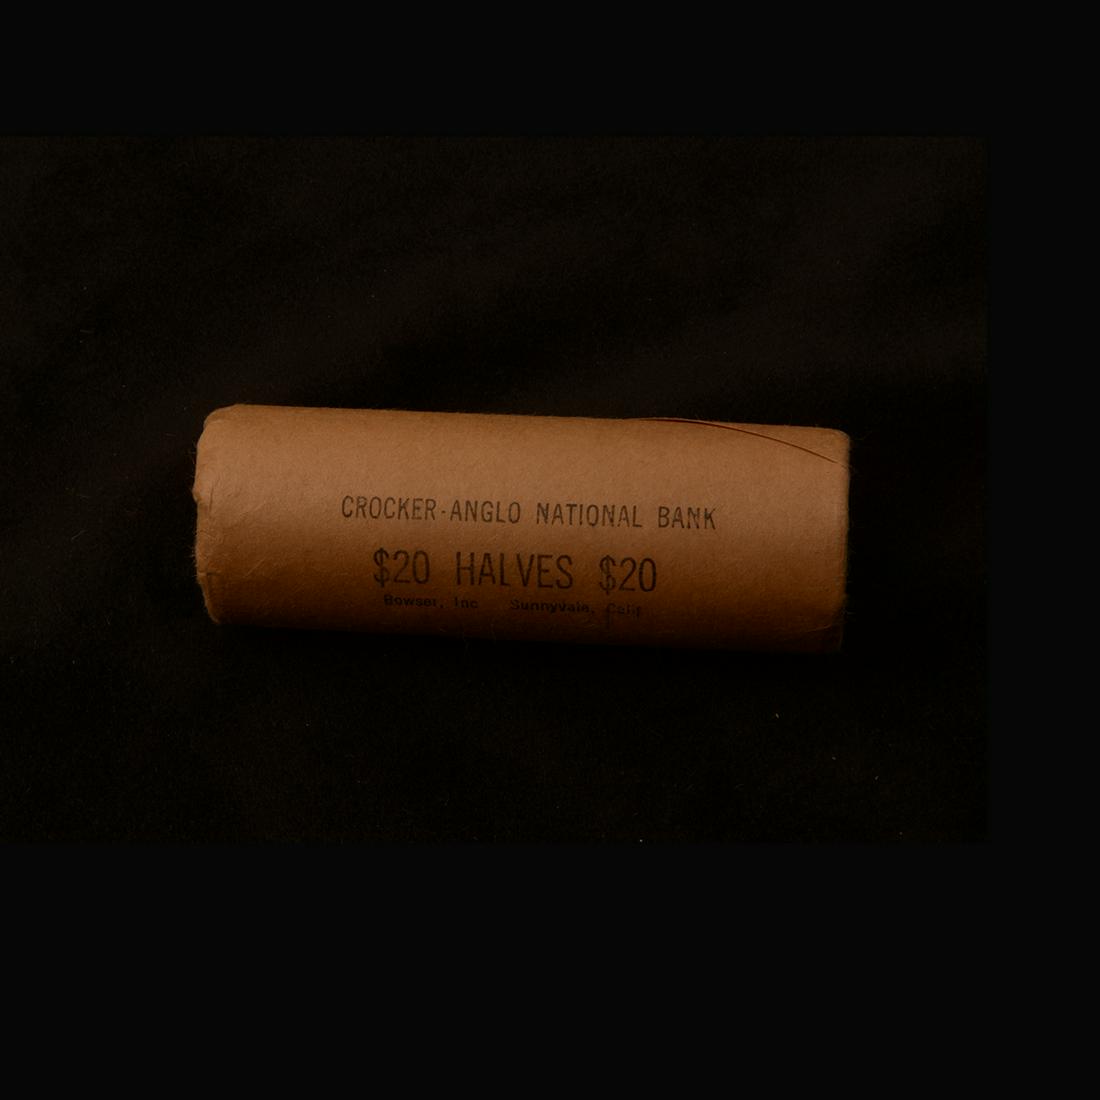 CROCKER-ANGLO NATIONAL BANK
$20 HALVES $20
Bowser, Inc Sunnyvale, Calif